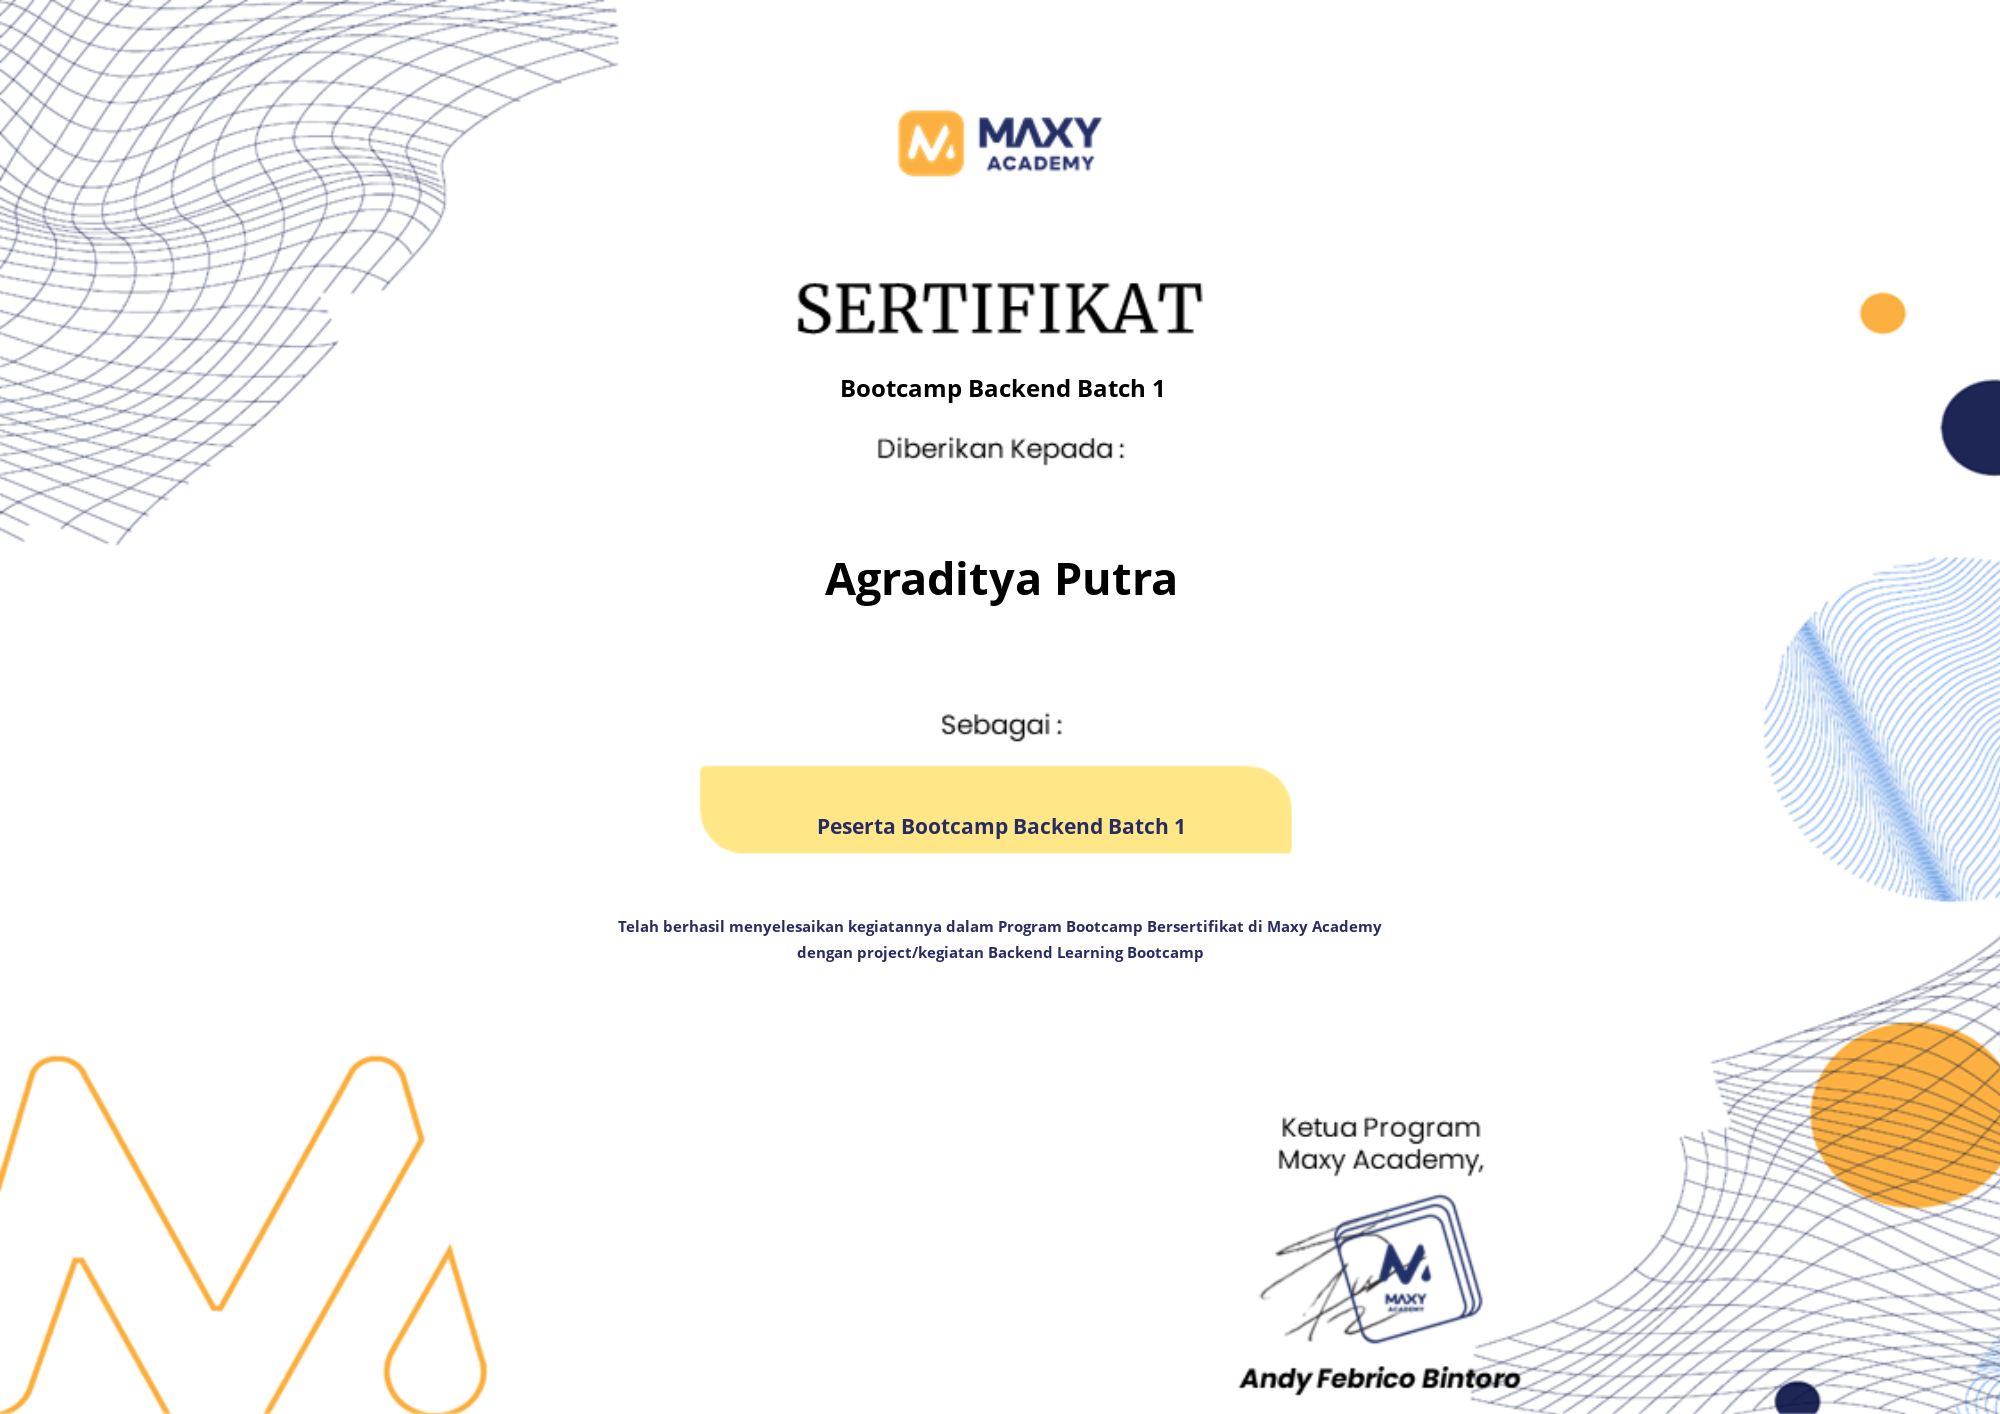 MAXY
ACADEMY
SERTIFIKAT
Bootcamp Backend Batch 1
Diberikan Kepada :
Agraditya Putra
Sebagai :
Peserta Bootcamp Backend Batch 1
Telah berhasil menyelesaikan kegiatannya dalam Program Bootcamp Bersertifikat di Maxy Academy
dengan project/kegiatan Backend Learning Bootcamp
Ketua Program
Maxy Academy,
MAXY
ACADEMY
Andy Febrico Bintoro